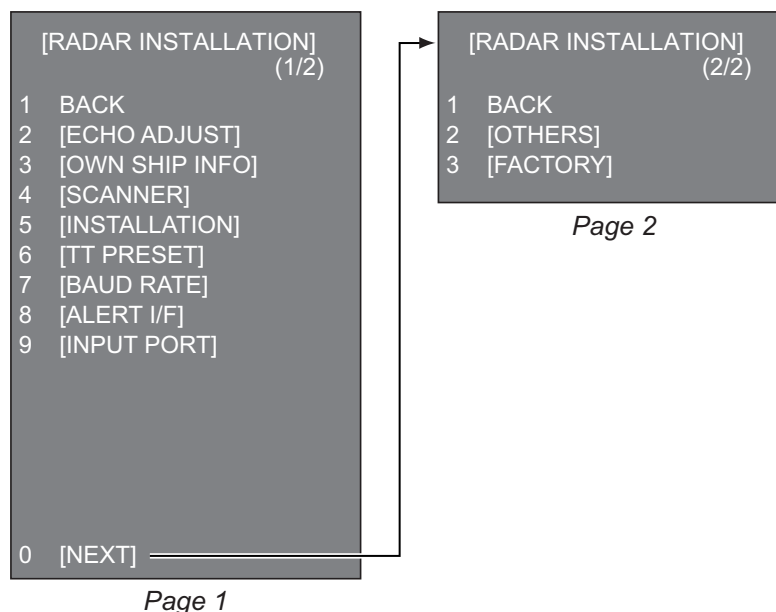 [RADAR INSTALLATION]
(1/2)
1 BACK
2 [ECHO ADJUST]
3 [OWN SHIP INFO]
4 [SCANNER]
5 [INSTALLATION]
6 [TT PRESET]
7 [BAUD RATE]
8 [ALERT I/F]
9 [INPUT PORT]
0 [NEXT]
Page 1
[RADAR INSTALLATION]
(2/2)
1 BACK
2 [OTHERS]
3 [FACTORY]
Page 2